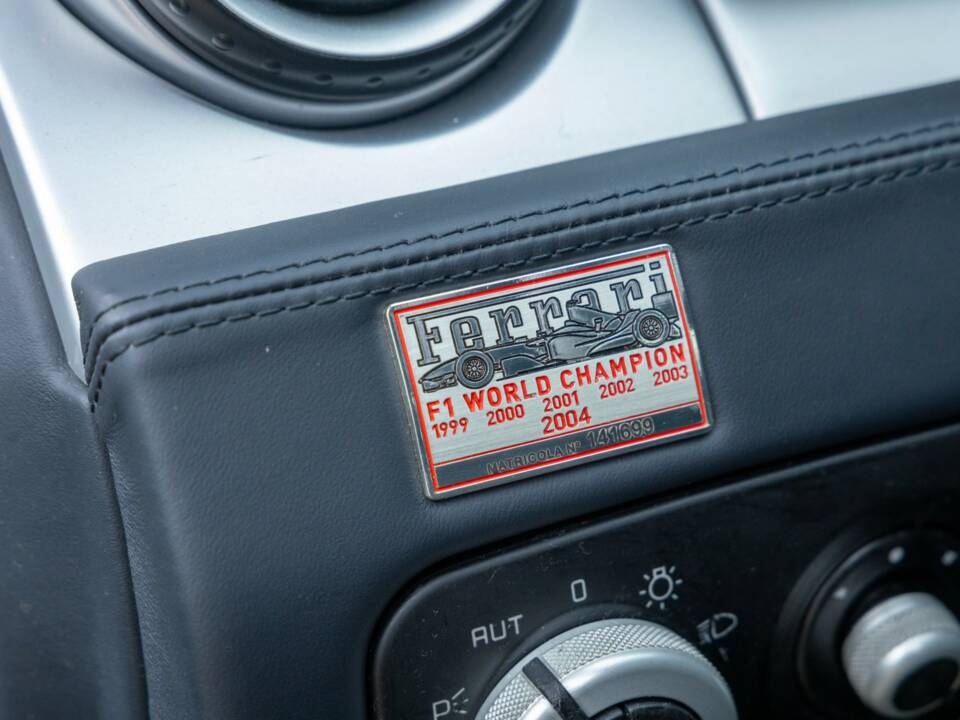 Ferrari
F1 WORLD CHAMPION
1999 2000 2001 2002 2003
2004
MATRICOLA Nº 141699
0
AUT
P